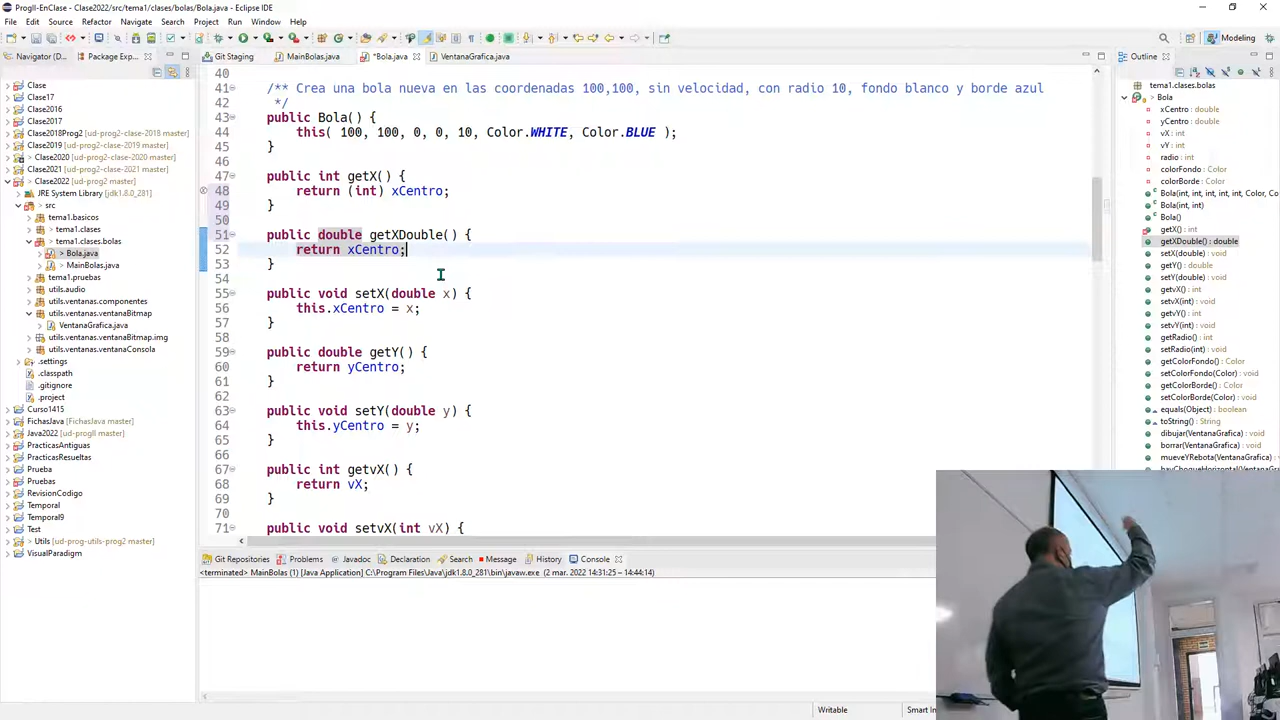 ProgII-EnClase - Clase2022/src/tema1/clases/bolas/Bola.java - Eclipse IDE
File Edit Source Refactor Navigate Search Project Run Window Help
Modeling
Navigator (D... Package Exp...
Git Staging MainBolas.java *Bola.java VentanaGrafica.java
Outline
Clase
Clase17
Clase2016
Clase2017
Clase2018Prog2 [ud-prog2-clase-2018 master]
Clase2019 [ud-prog2-clase-2019 master]
> Clase2020 [ud-prog2-clase-2020 master]
Clase2021 [ud-prog2-clase-2021 master]
> Clase2022 [ud-prog2 master]
JRE System Library [jdk1.8.0_281]
> src
tema1.basicos
> tema1.clases
> tema1.clases.bolas
> Bola.java
> MainBolas.java
tema1.pruebas
utils.audio
utils.ventanas.componentes
utils.ventanas.ventanaBitmap
VentanaGrafica.java
utils.ventanas.ventanaBitmap.img
utils.ventanas.ventanaConsola
.settings
.classpath
.gitignore
.project
Curso1415
FichasJava [FichasJava master]
Java2022 [ud-progII master]
PracticasAntiguas
PracticasResueltas
Prueba
Pruebas
RevisionCodigo
Temporal
Temporal9
Test
> Utils [ud-prog-utils-prog2 master]
VisualParadigm
40
41 /** Crea una bola nueva en las coordenadas 100,100, sin velocidad, con radio 10, fondo blanco y borde azul
42 */
43 public Bola() {
44 this( 100, 100, 0, 0, 10, Color.WHITE, Color.BLUE );
45 }
46
47 public int getX() {
48 return (int) xCentro;
49 }
50
51 public double getXDouble() {
52 return xCentro;
53 }
54
55 public void setX(double x) {
56 this.xCentro = x;
57 }
58
59 public double getY() {
60 return yCentro;
61 }
62
63 public void setY(double y) {
64 this.yCentro = y;
65 }
66
67 public int getvX() {
68 return vX;
69 }
70
71 public void setvX(int vX) {
tema1.clases.bolas
> Bola
xCentro : double
yCentro : double
vX : int
vY : int
radio : int
colorFondo : Color
colorBorde : Color
Bola(int, int, int, int, int, Color, Co
Bola(int, int)
Bola()
getX() : int
getXDouble() : double
setX(double) : void
getY() : double
setY(double) : void
getvX() : int
setvX(int) : void
getvY() : int
setvY(int) : void
getRadio() : int
setRadio(int) : void
getColorFondo() : Color
setColorFondo(Color) : void
getColorBorde() : Color
setColorBorde(Color) : void
equals(Object) : boolean
toString() : String
dibujar(VentanaGrafica) : void
borrar(VentanaGrafica) : void
mueveYRebota(VentanaGrafica) : v
hayChoqueHorizontal(VentanaGraf
Git Repositories Problems Javadoc Declaration Search Message History Console
<terminated> MainBolas (1) [Java Application] C:\Program Files\Java\jdk1.8.0_281\bin\javaw.exe (2 mar. 2022 14:31:25 – 14:44:14)
Writable
Smart In